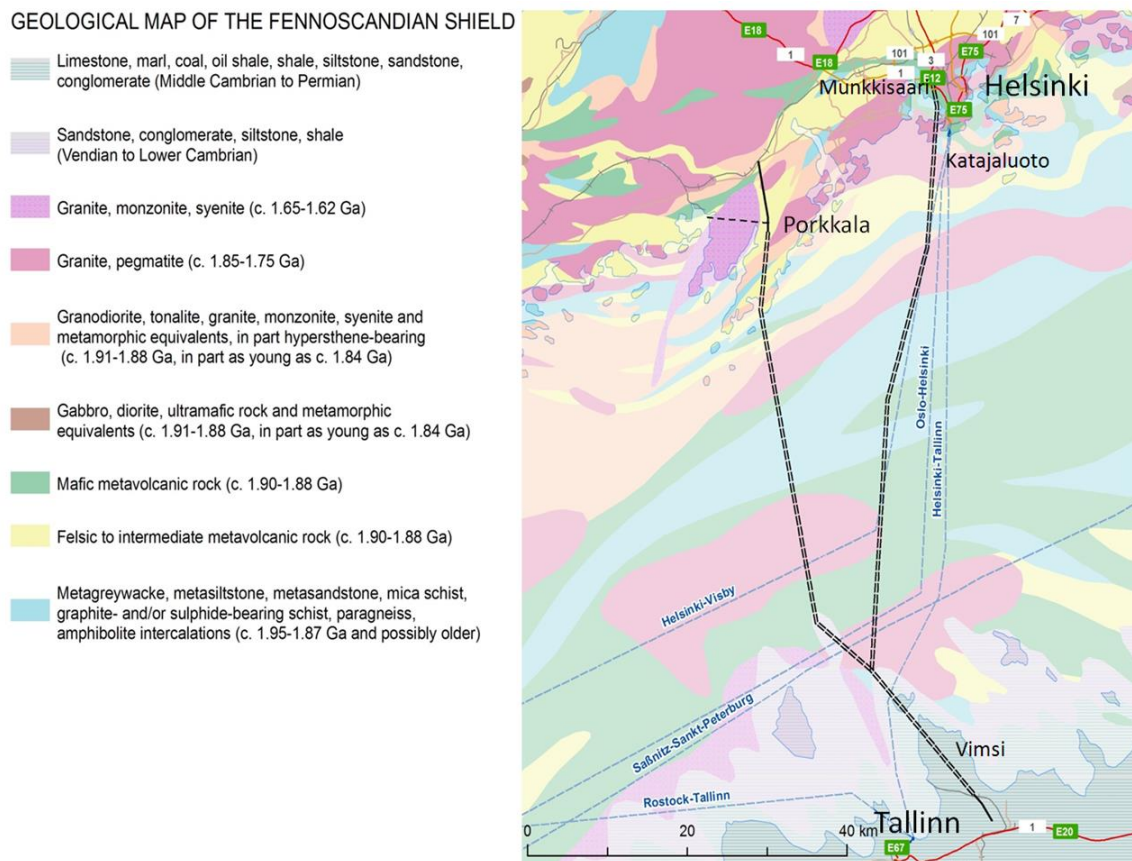 GEOLOGICAL MAP OF THE FENNOSCANDIAN SHIELD
Limestone, marl, coal, oil shale, shale, siltstone, sandstone,
conglomerate (Middle Cambrian to Permian)
Sandstone, conglomerate, siltstone, shale
(Vendian to Lower Cambrian)
Granite, monzonite, syenite (c. 1.65-1.62 Ga)
Granite, pegmatite (c. 1.85-1.75 Ga)
Granodiorite, tonalite, granite, monzonite, syenite and
metamorphic equivalents, in part hypersthene-bearing
(c. 1.91-1.88 Ga, in part as young as c. 1.84 Ga)
Gabbro, diorite, ultramafic rock and metamorphic
equivalents (c. 1.91-1.88 Ga, in part as young as c. 1.84 Ga)
Mafic metavolcanic rock (c. 1.90-1.88 Ga)
Felsic to intermediate metavolcanic rock (c. 1.90-1.88 Ga)
Metagreywacke, metasiltstone, metasandstone, mica schist,
graphite- and/or sulphide-bearing schist, paragneiss,
amphibolite intercalations (c. 1.95-1.87 Ga and possibly older)
7
E18
101
1
101
E75
E18
3
1
E12
Munkkisaari
Helsinki
E75
Katajaluoto
Porkkala
Oslo-Helsinki
Helsinki-Tallinn
Helsinki-Visby
Saßnitz-Sankt-Peterburg
Vimsi
Rostock-Tallinn
Tallinn
0
20
40 km
1
E20
E67